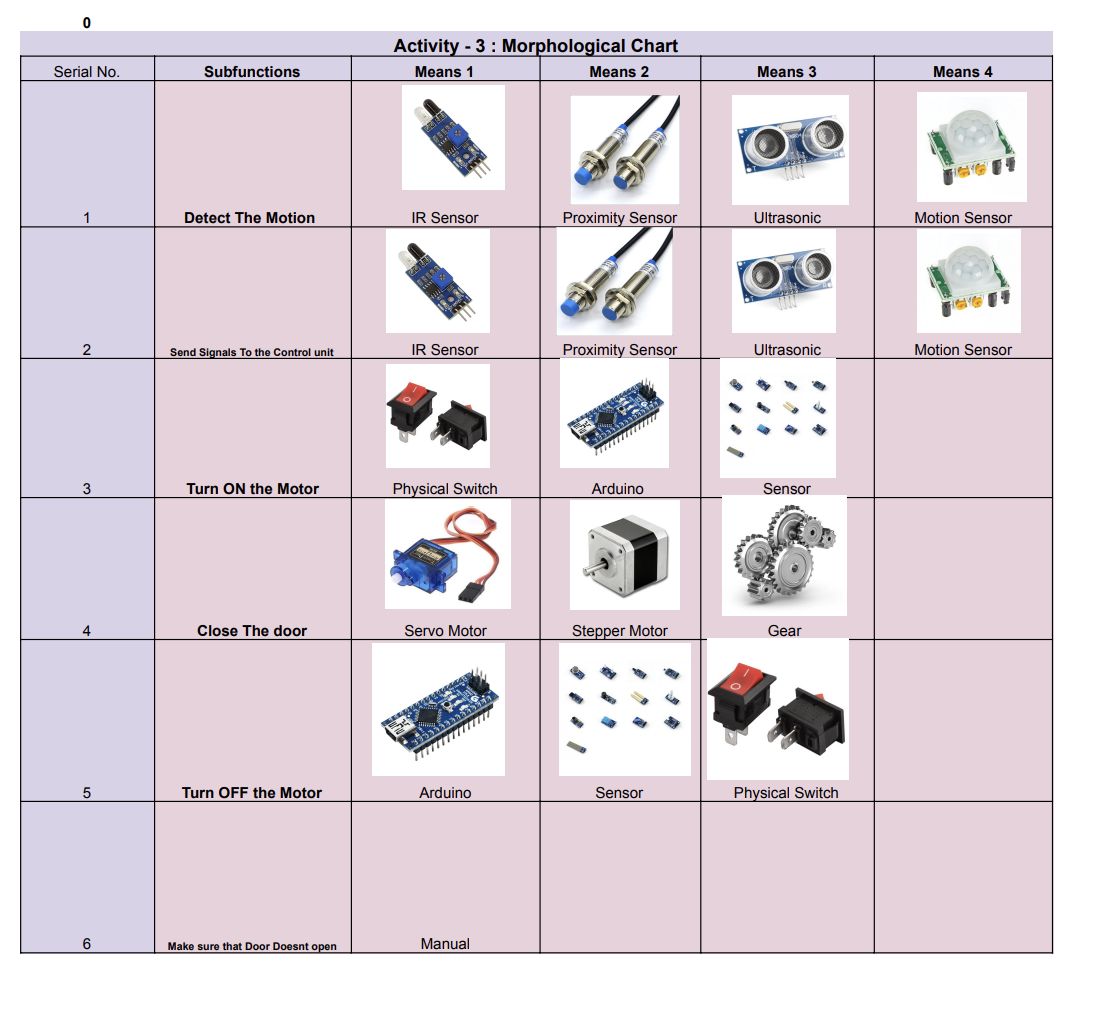 0
Activity - 3 : Morphological Chart
Serial No. Subfunctions Means 1 Means 2 Means 3 Means 4
1 Detect The Motion IR Sensor Proximity Sensor Ultrasonic Motion Sensor
2 Send Signals To the Control unit IR Sensor Proximity Sensor Ultrasonic Motion Sensor
3 Turn ON the Motor Physical Switch Arduino Sensor
4 Close The door Servo Motor Stepper Motor Gear
5 Turn OFF the Motor Arduino Sensor Physical Switch
6 Make sure that Door Doesnt open Manual